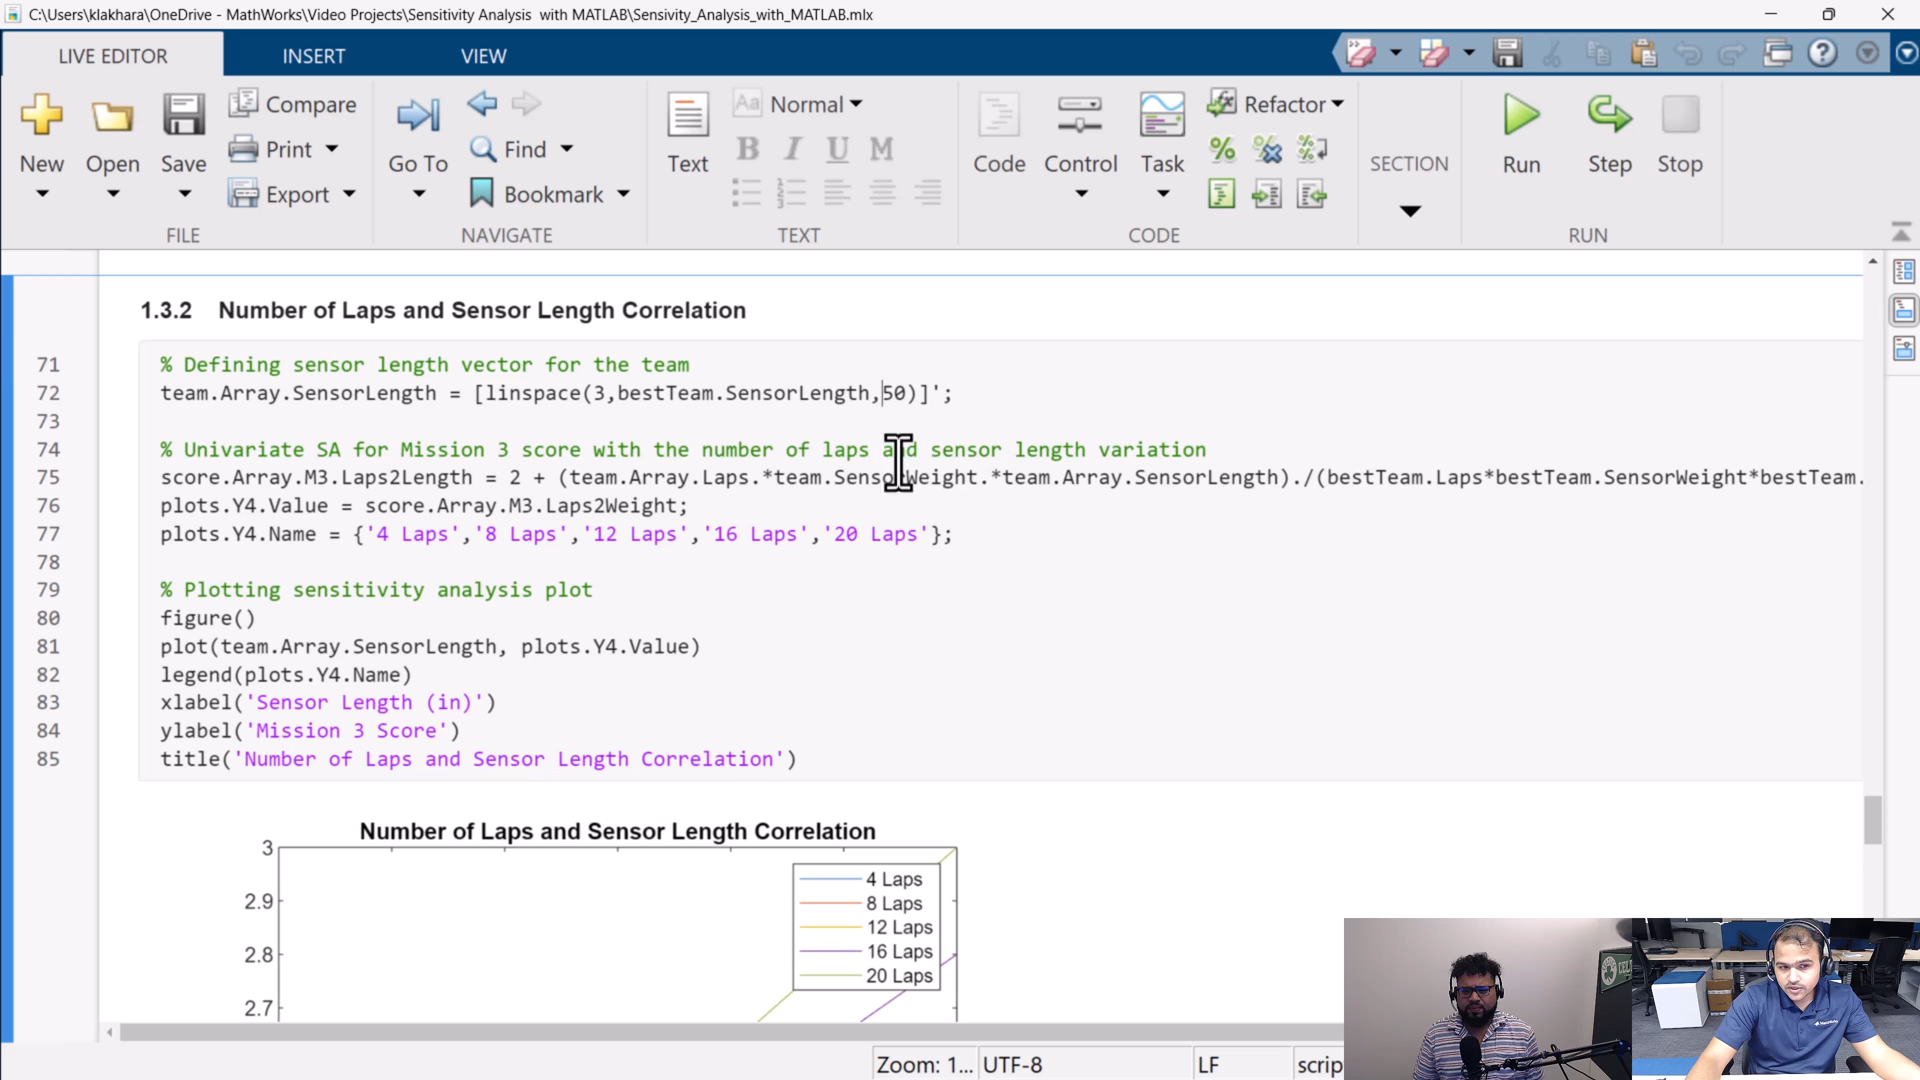 C:\Users\klakhara\OneDrive - MathWorks\Video Projects\Sensitivity Analysis  with MATLAB\Sensivity_Analysis_with_MATLAB.mlx
LIVE EDITOR INSERT VIEW
New Open Save Compare Print Export
FILE
Go To Find Bookmark
NAVIGATE
Text Aa Normal B I U M
TEXT
Code Control Task Refactor
CODE
SECTION
Run Step Stop
RUN
1.3.2 Number of Laps and Sensor Length Correlation
71 % Defining sensor length vector for the team
72 team.Array.SensorLength = [linspace(3,bestTeam.SensorLength,50)]';
73
74 % Univariate SA for Mission 3 score with the number of laps and sensor length variation
75 score.Array.M3.Laps2Length = 2 + (team.Array.Laps.*team.SensorWeight.*team.Array.SensorLength)./(bestTeam.Laps*bestTeam.SensorWeight*bestTeam.
76 plots.Y4.Value = score.Array.M3.Laps2Weight;
77 plots.Y4.Name = {'4 Laps','8 Laps','12 Laps','16 Laps','20 Laps'};
78
79 % Plotting sensitivity analysis plot
80 figure()
81 plot(team.Array.SensorLength, plots.Y4.Value)
82 legend(plots.Y4.Name)
83 xlabel('Sensor Length (in)')
84 ylabel('Mission 3 Score')
85 title('Number of Laps and Sensor Length Correlation')
Number of Laps and Sensor Length Correlation
3
2.9
2.8
2.7
4 Laps
8 Laps
12 Laps
16 Laps
20 Laps
Zoom: 1... UTF-8 LF scrip